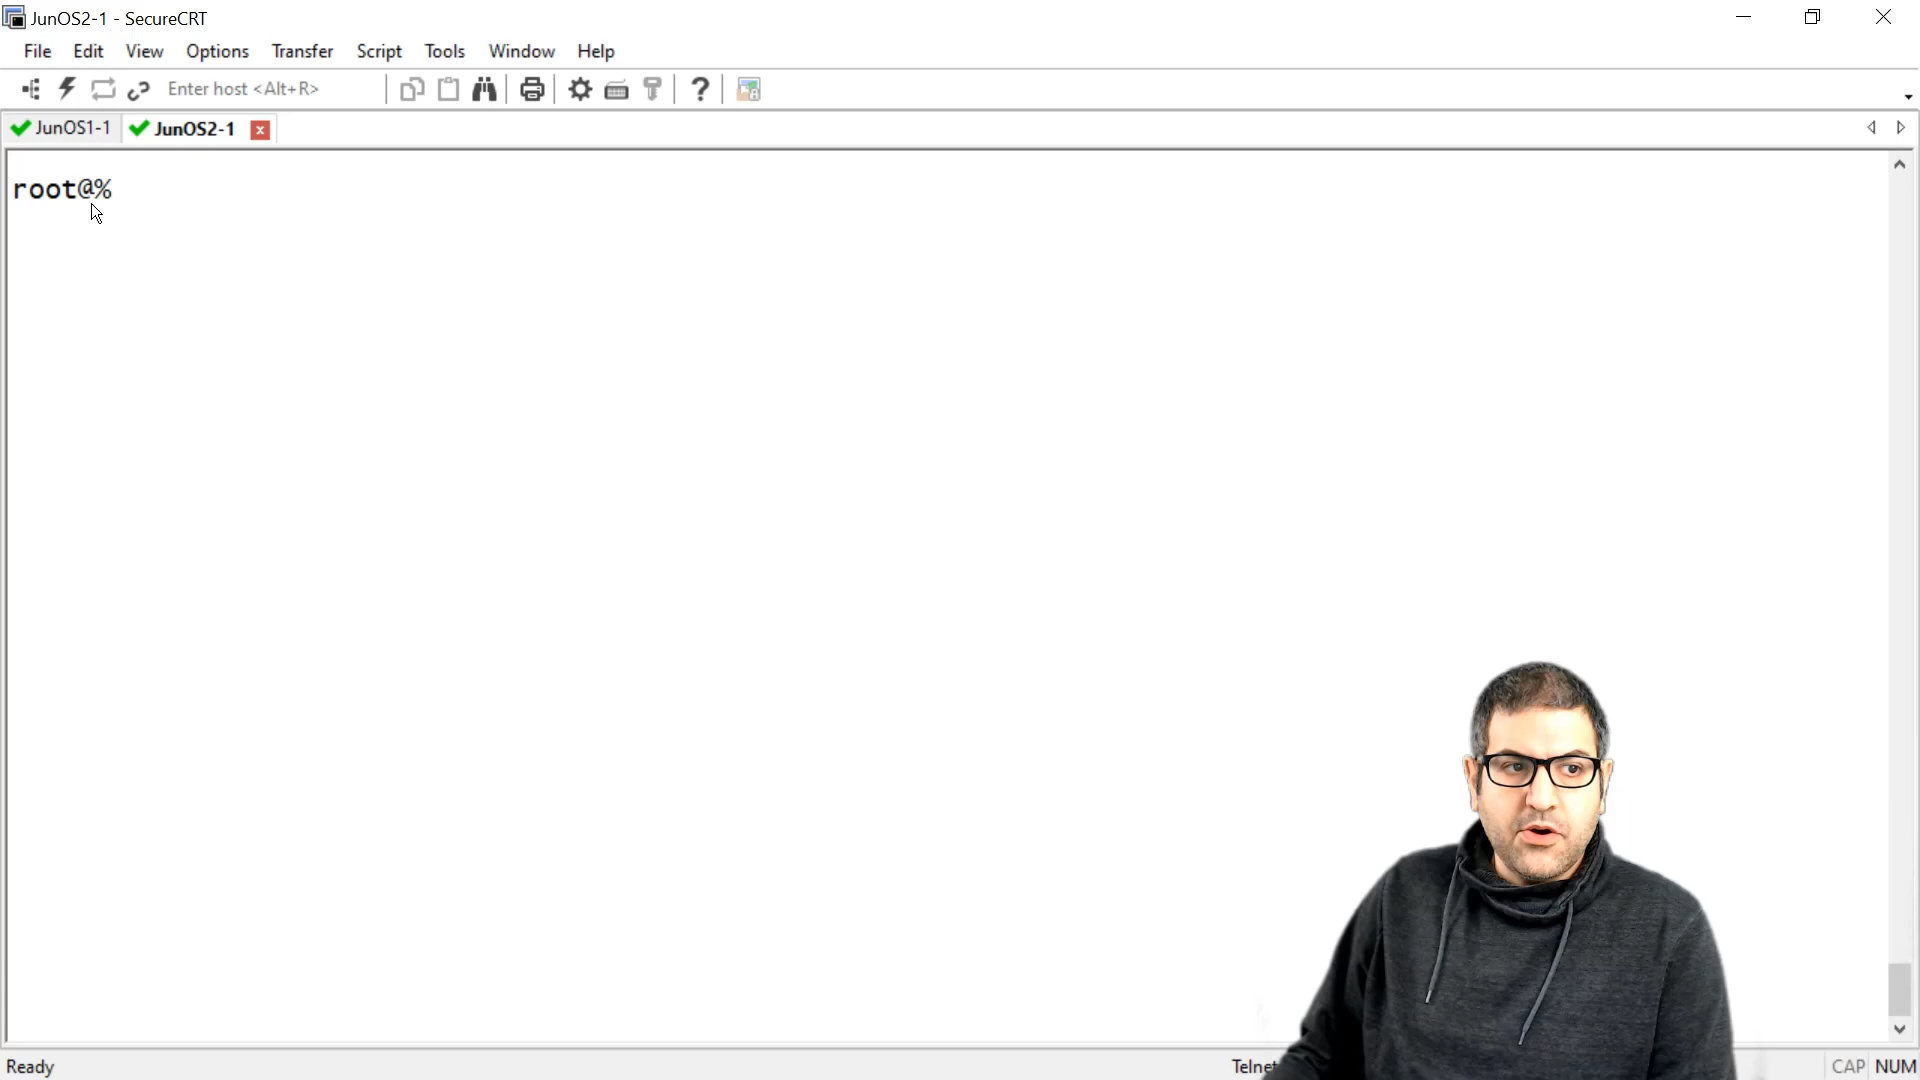 JunOS2-1 - SecureCRT
File Edit View Options Transfer Script Tools Window Help
Enter host <Alt+R>
JunOS1-1 JunOS2-1
root@%
Ready Telnet CAP NUM